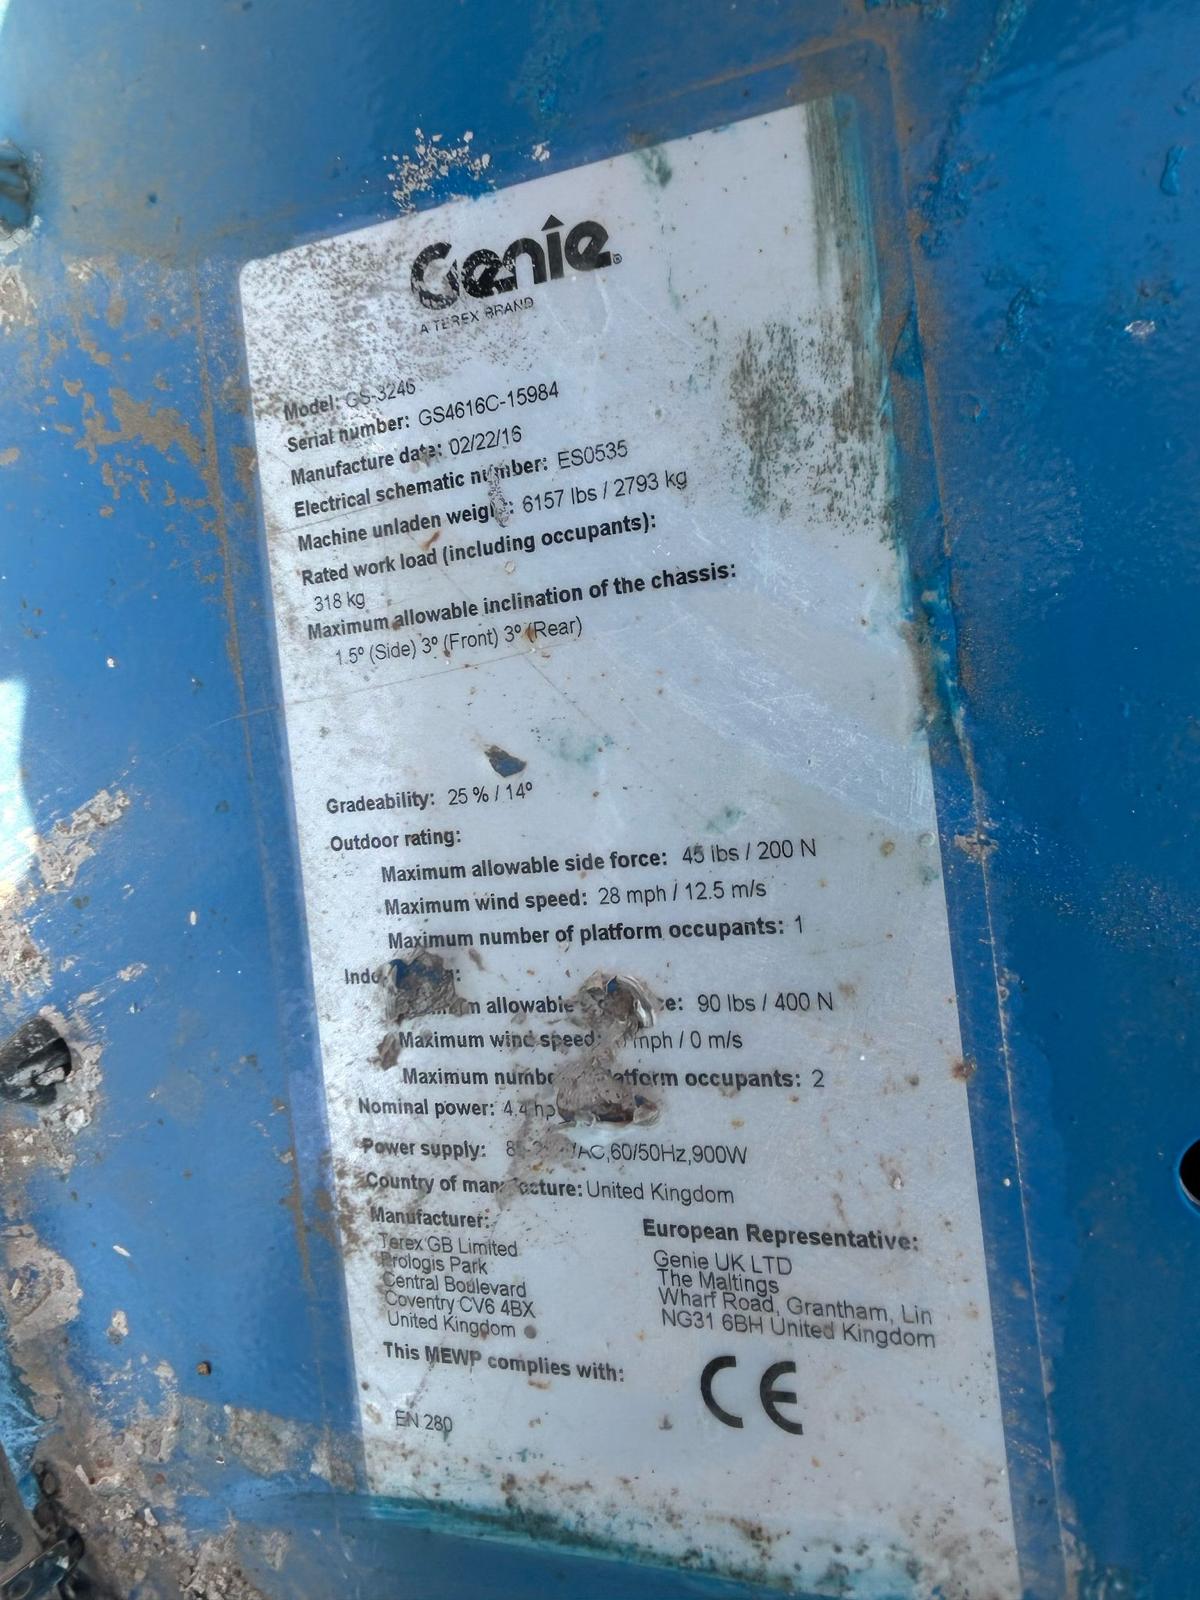 Genie
A TEREX BRAND
Model: GS-3246
Serial number: GS4616C-15984
Manufacture date: 02/22/16
Electrical schematic number: ES0535
Machine unladen weight: 6157 lbs / 2793 kg
Rated work load (including occupants):
318 kg
Maximum allowable inclination of the chassis:
1.5º (Side) 3º (Front) 3º (Rear)
Gradeability: 25 % / 14º
Outdoor rating:
Maximum allowable side force: 45 lbs / 200 N
Maximum wind speed: 28 mph / 12.5 m/s
Maximum number of platform occupants: 1
allowable 90 lbs / 400 N
Maximum wind speed: mph / 0 m/s
Maximum number platform occupants: 2
Nominal power: 4.4 hp
Power supply: VAC,60/50Hz,900W
Country of manufacture: United Kingdom
Manufacturer:
Terex GB Limited
Prologis Park
Central Boulevard
Coventry CV6 4BX
United Kingdom
European Representative:
Genie UK LTD
The Maltings
Wharf Road, Grantham, Lin
NG31 6BH United Kingdom
This MEWP complies with:
EN 280
CE